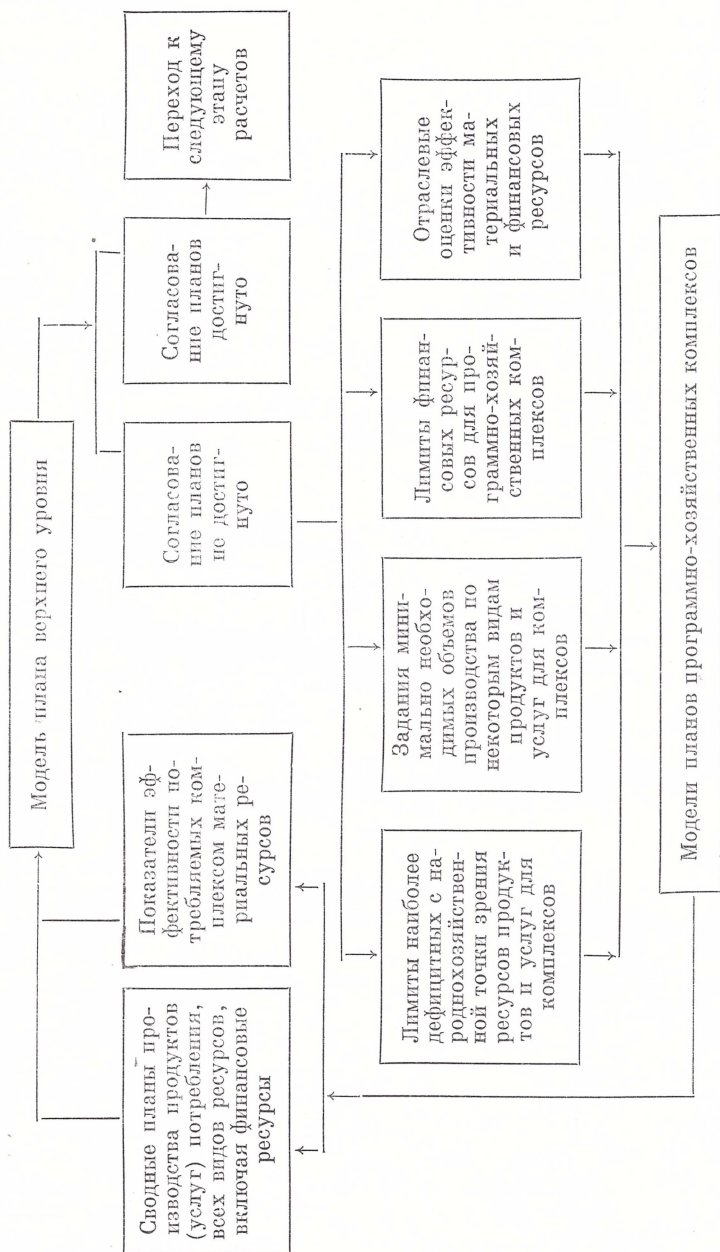 Модель плана верхнего уровня
Сводные планы про-
изводства продуктов
(услуг) потребления,
всех видов ресурсов,
включая финансовые
ресурсы
Показатели эф-
фективности по-
требляемых ком-
плексом мате-
риальных ре-
сурсов
Согласова-
ние планов
не достиг-
нуто
Согласова-
ние планов
достиг-
нуто
Переход к
следующему
этапу
расчетов
Лимиты наиболее
дефицитных с на-
роднохозяйствен-
ной точки зрения
ресурсов продук-
тов и услуг для
комплексов
Задания мини-
мально необхо-
димых объемов
производства по
некоторым видам
продуктов и
услуг для ком-
плексов
Лимиты финан-
совых ресур-
сов для про-
граммно-хозяй-
ственных ком-
плексов
Отраслевые
оценки эффек-
тивности ма-
териальных
и финансовых
ресурсов
Модели планов программно-хозяйственных комплексов